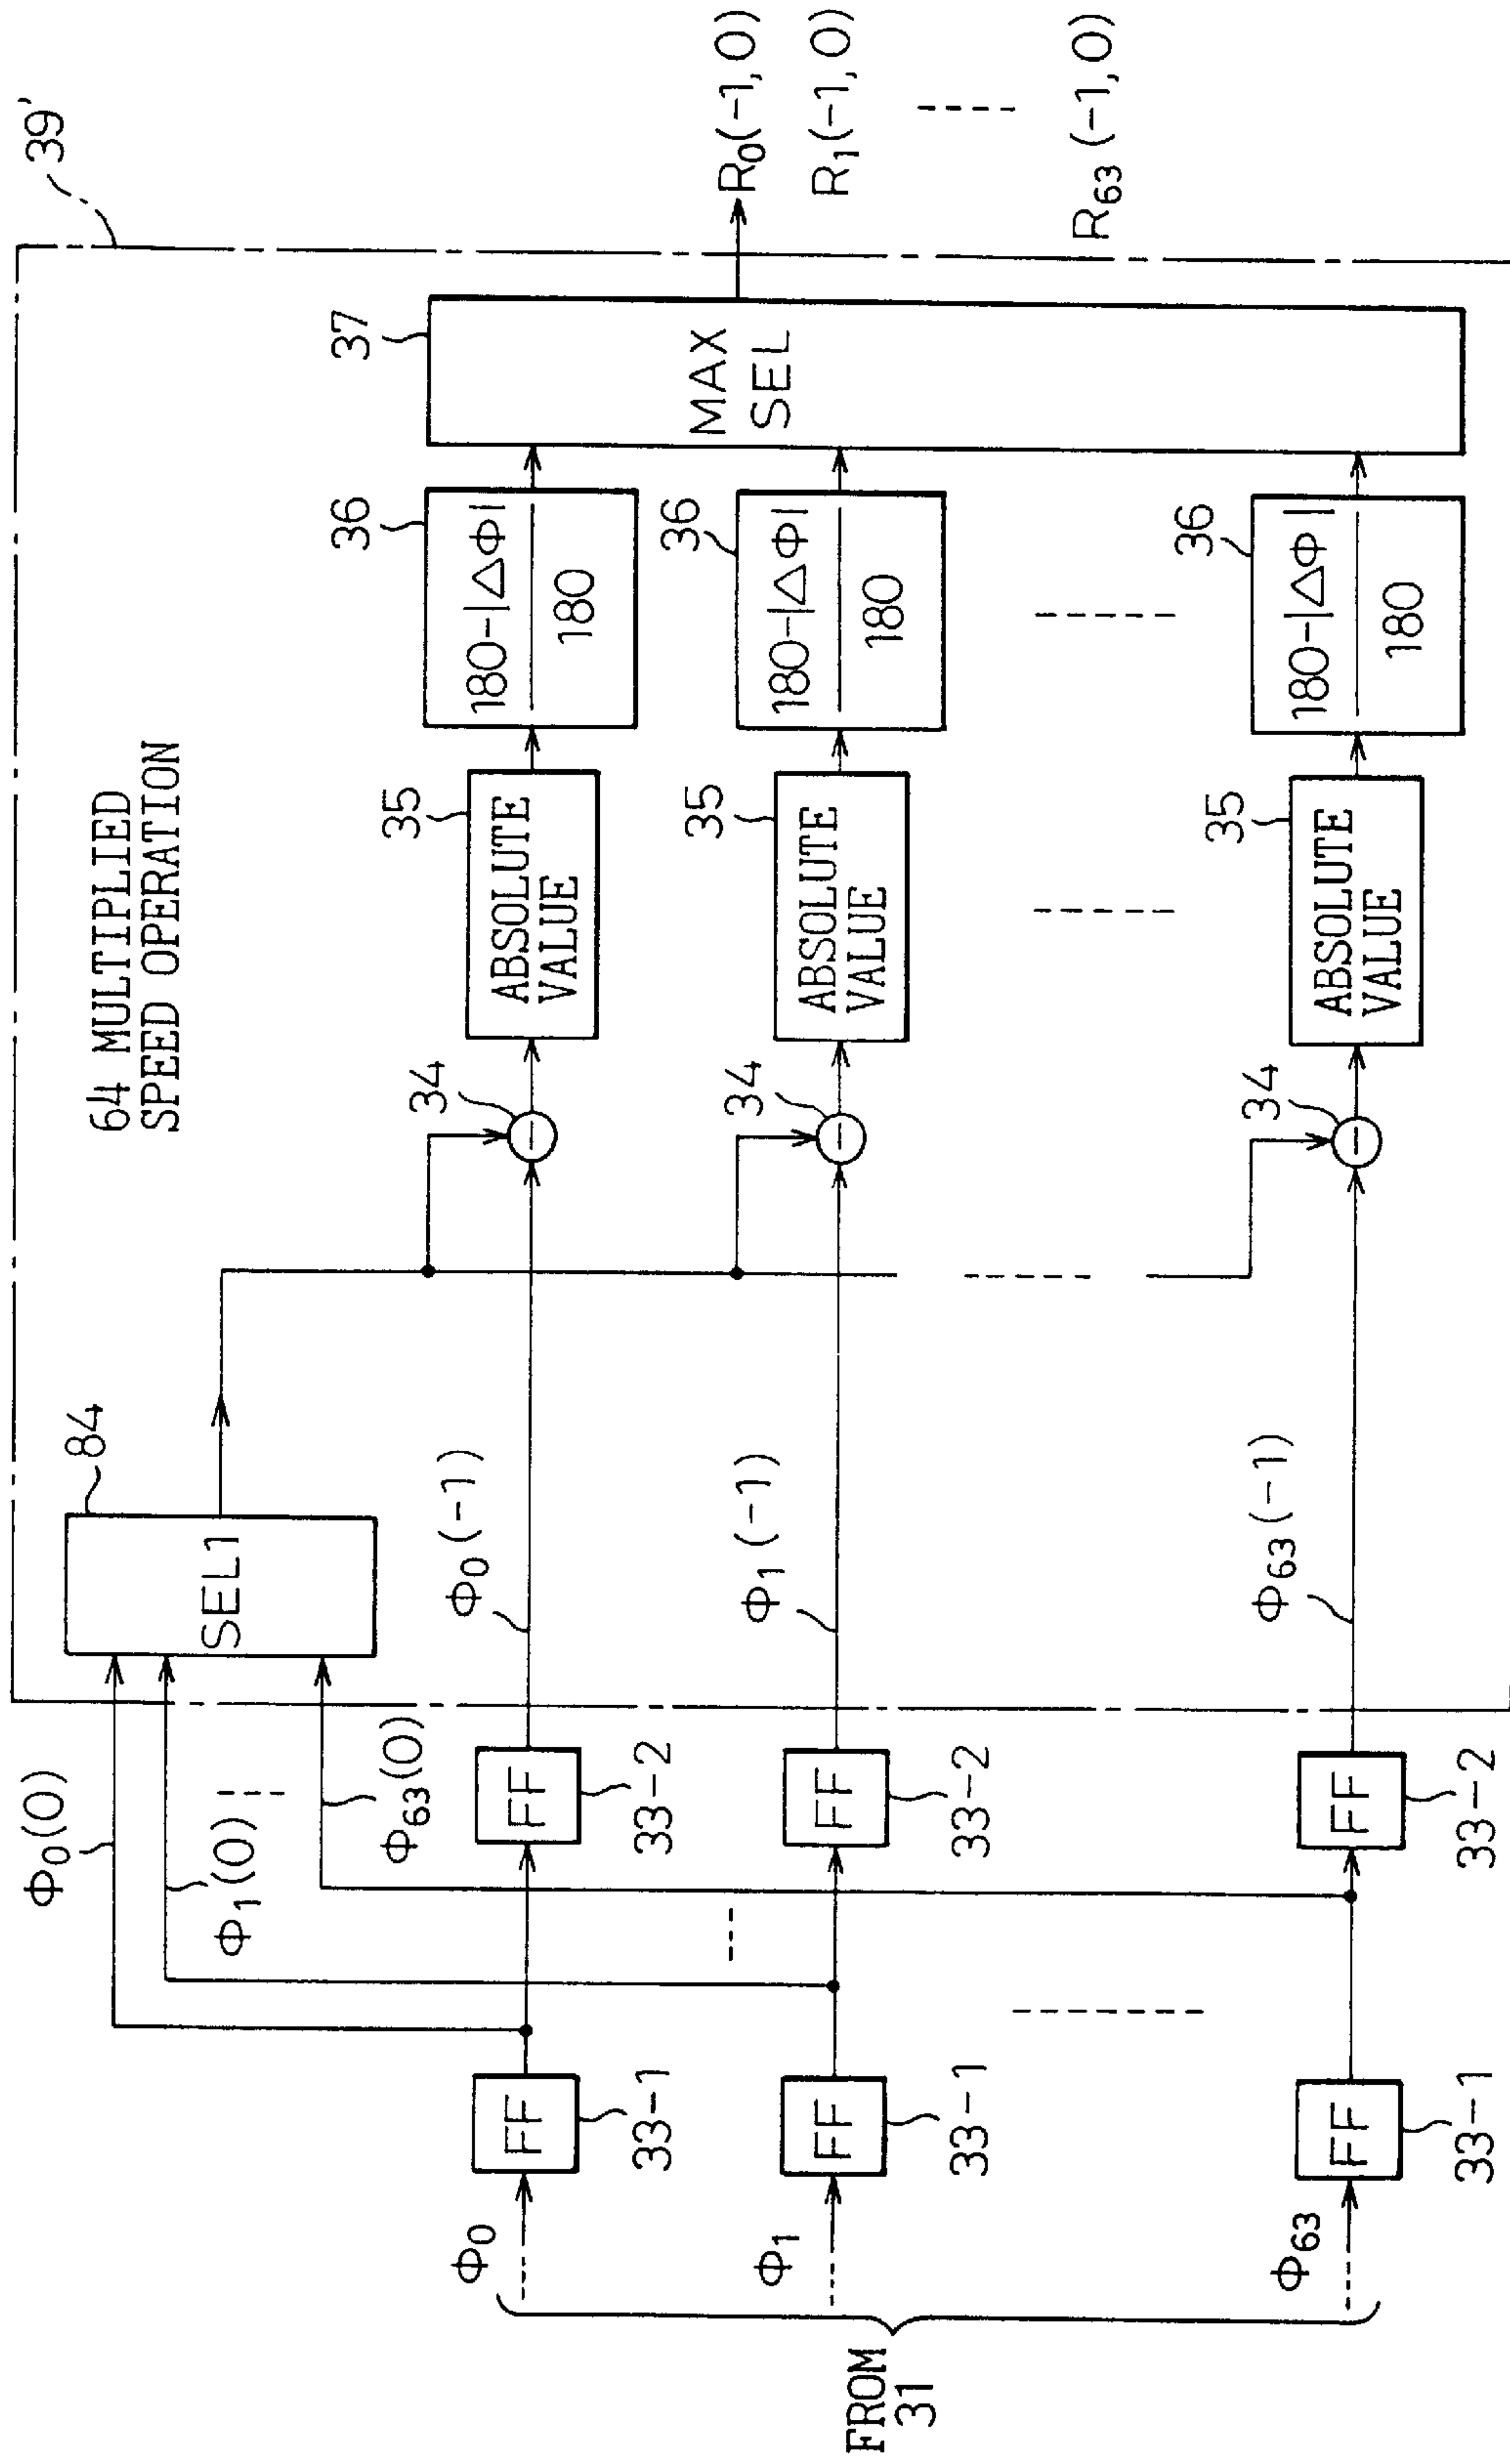 39'
64 MULTIPLIED
SPEED OPERATION
84
SEL1
Φ0(0)
Φ1(0)
Φ63(0)
FROM
31
Φ0
FF
33-1
FF
33-2
Φ0(-1)
34
-
35
ABSOLUTE
VALUE
36
180-|△Φ|
180
Φ1
FF
33-1
FF
33-2
Φ1(-1)
34
-
35
ABSOLUTE
VALUE
36
180-|△Φ|
180
Φ63
FF
33-1
FF
33-2
Φ63(-1)
34
-
35
ABSOLUTE
VALUE
36
180-|△Φ|
180
37
MAX
SEL
R0(-1,0)
R1(-1,0)
R63(-1,0)